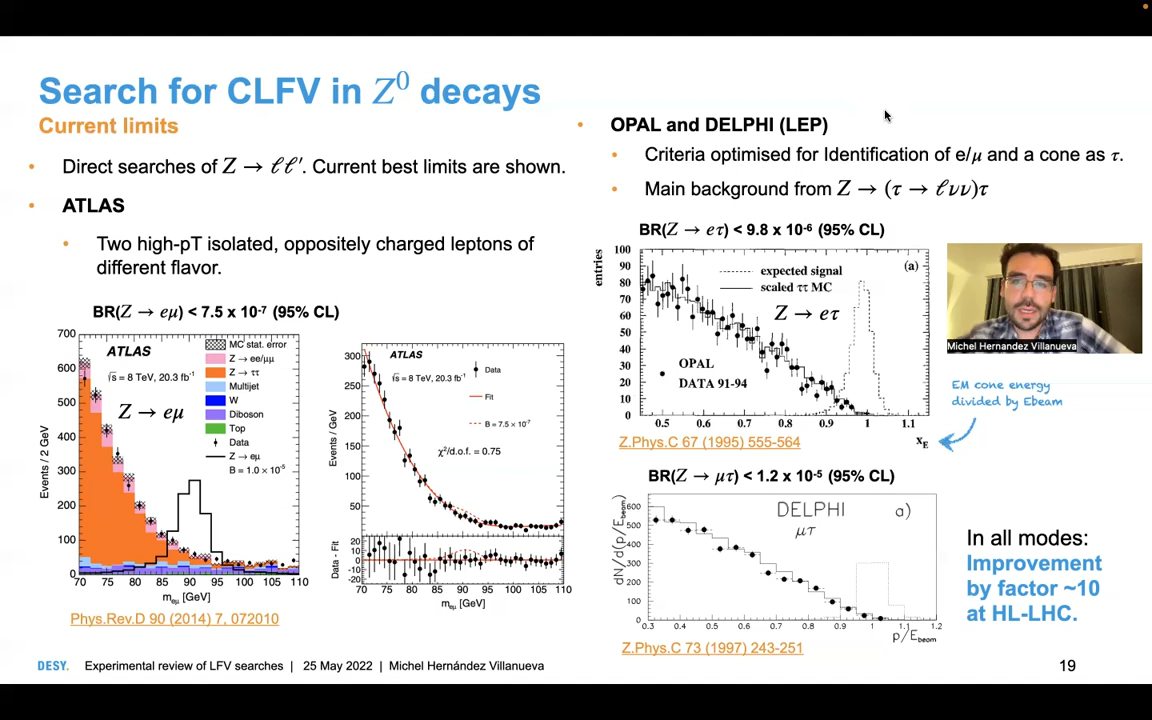 Search for CLFV in Z⁰ decays
Current limits
• Direct searches of Z → ℓℓ′. Current best limits are shown.
• ATLAS
• Two high-pT isolated, oppositely charged leptons of
different flavor.
BR(Z → eμ) < 7.5 x 10⁻⁷ (95% CL)
700
600
500
400
300
200
100
0
Events / 2 GeV
ATLAS
√s = 8 TeV, 20.3 fb⁻¹
Z → eμ
MC stat. error
Z → ee/μμ
Z → ττ
Multijet
W
Diboson
Top
Data
Z → eμ
B = 1.0 × 10⁻⁵
70 75 80 85 90 95 100 105 110
m_eμ [GeV]
Phys.Rev.D 90 (2014) 7, 072010
300
250
200
150
100
50
Events / GeV
ATLAS
√s = 8 TeV, 20.3 fb⁻¹
Data
Fit
B = 7.5 × 10⁻⁷
χ²/d.o.f. = 0.75
Data - Fit
20
10
0
-10
-20
70 75 80 85 90 95 100 105 110
m_eμ [GeV]
• OPAL and DELPHI (LEP)
• Criteria optimised for Identification of e/μ and a cone as τ.
• Main background from Z → (τ → ℓνν)τ
BR(Z → eτ) < 9.8 x 10⁻⁶ (95% CL)
entries
100
90
80
70
60
50
40
30
20
10
0
expected signal
scaled ττ MC
(a)
Z → eτ
OPAL
DATA 91-94
0.5 0.6 0.7 0.8 0.9 1 1.1
x_E
Z.Phys.C 67 (1995) 555-564
Michel Hernandez Villanueva
EM cone energy
divided by Ebeam
BR(Z → μτ) < 1.2 x 10⁻⁵ (95% CL)
dN/d(p/E_beam)
600
500
400
300
200
100
0
DELPHI
μτ
a)
0.3 0.4 0.5 0.6 0.7 0.8 0.9 1. 1.1 1.2
p/E_beam
Z.Phys.C 73 (1997) 243-251
In all modes:
Improvement
by factor ~10
at HL-LHC.
DESY. Experimental review of LFV searches | 25 May 2022 | Michel Hernández Villanueva
19